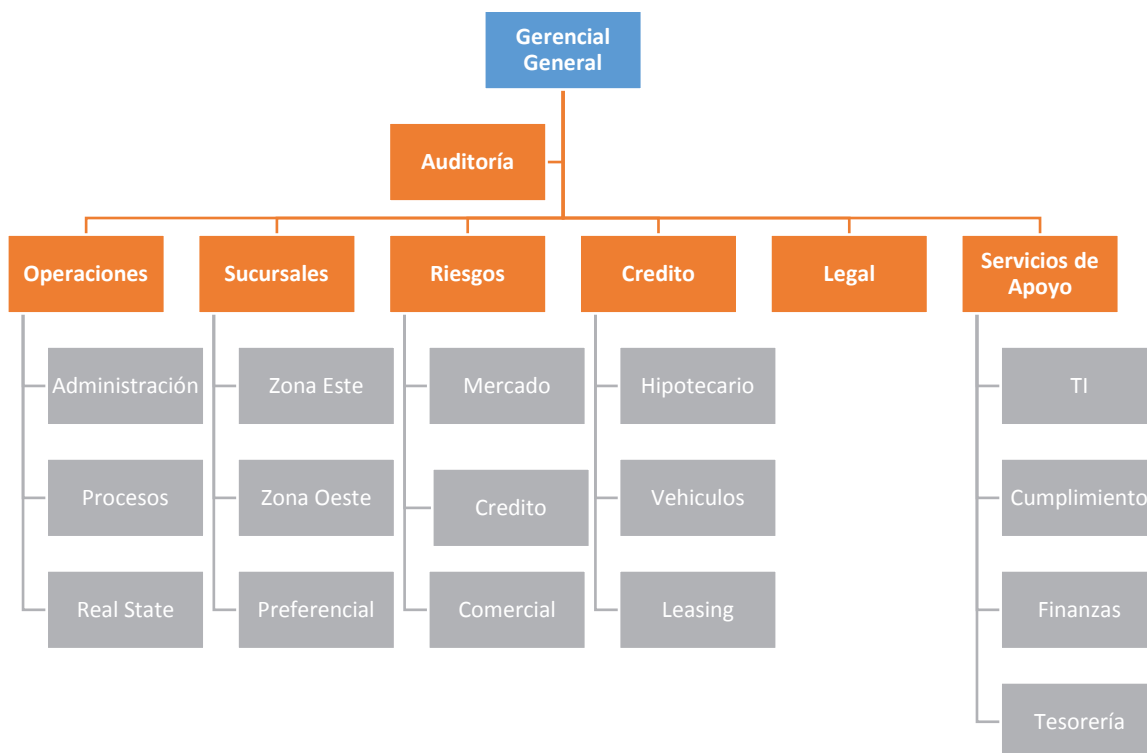 Gerencial
General
Auditoría
Operaciones
Sucursales
Riesgos
Credito
Legal
Servicios de
Apoyo
Administración
Zona Este
Mercado
Hipotecario
TI
Procesos
Zona Oeste
Credito
Vehiculos
Cumplimiento
Real State
Preferencial
Comercial
Leasing
Finanzas
Tesorería